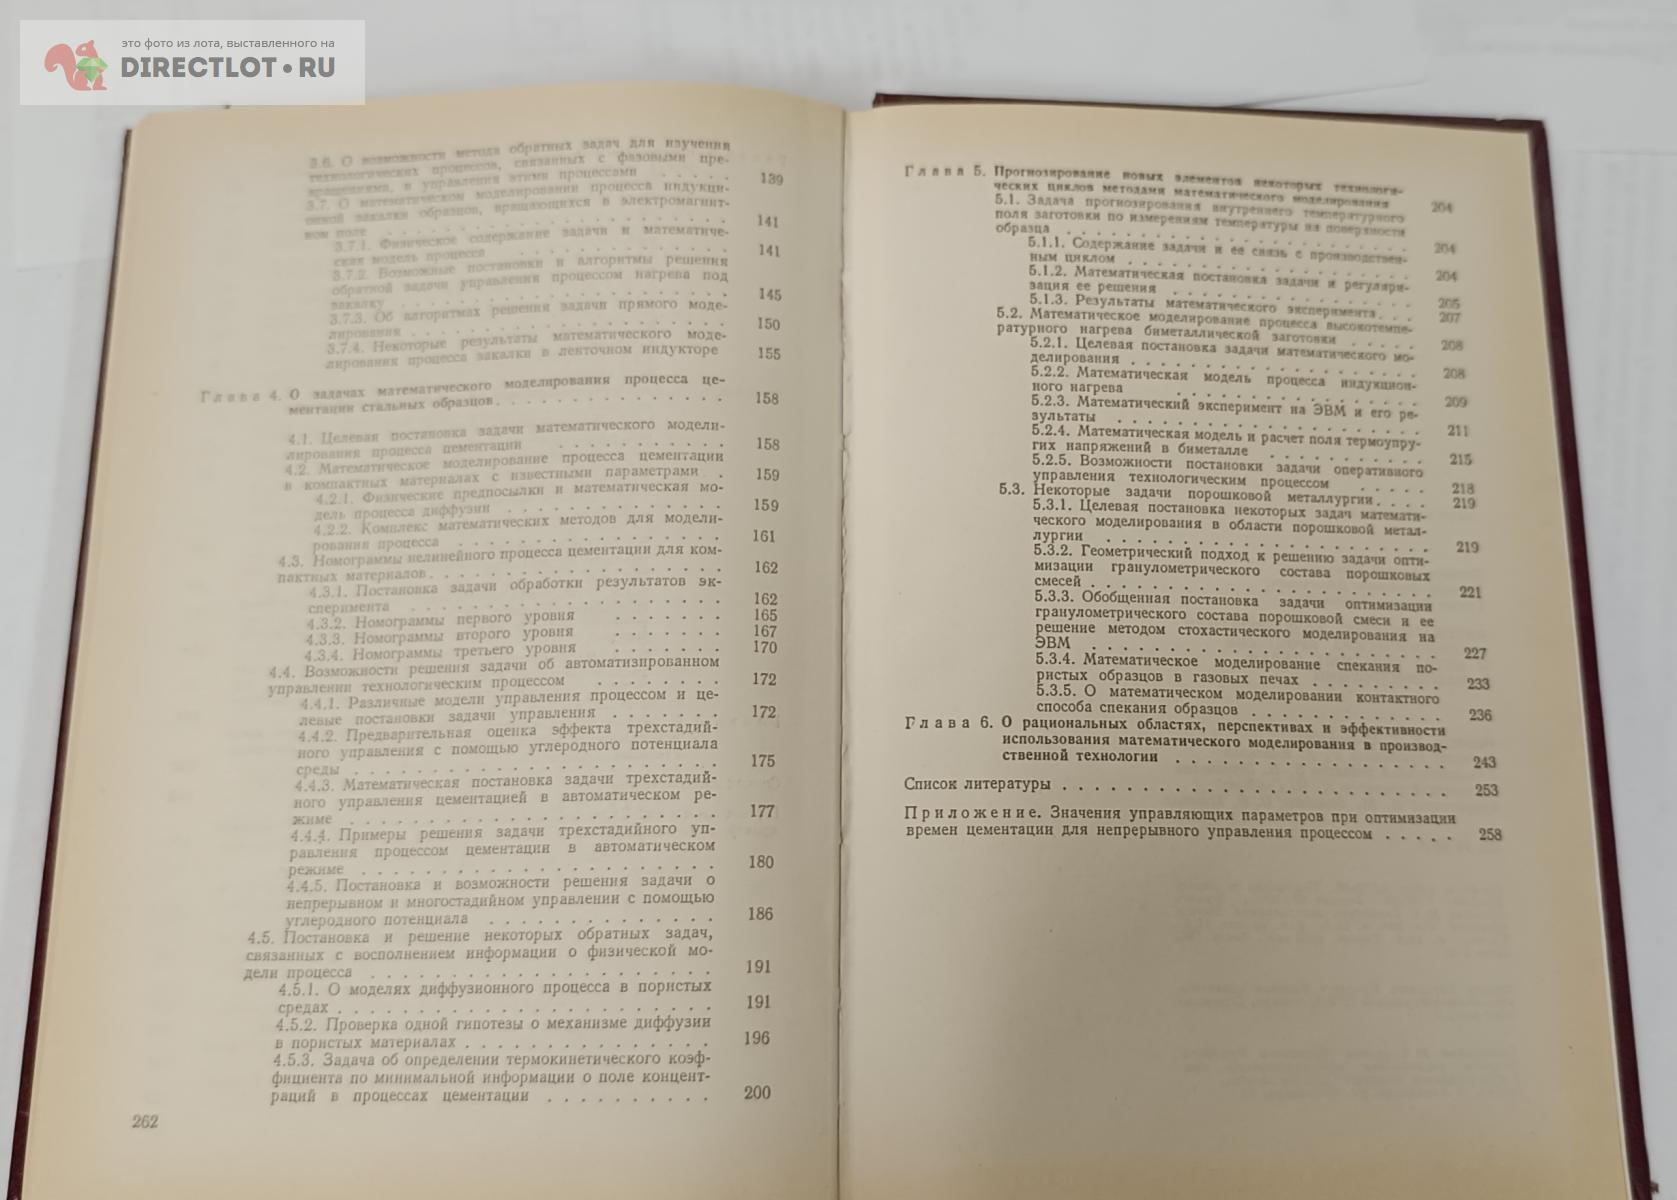 это фото из лота, выставленного на
DIRECTLOT • RU
3.6. О возможности метода обратных задач для изучения
технологических процессов, связанных с фазовыми пре-
вращениями, и управления этими процессами . . . . . 139
3.7. О математическом моделировании процесса индукци-
онной закалки образцов, вращающихся в электромагнит-
ном поле . . . . . . . . . . . . . . . . 141
3.7.1. Физическое содержание задачи и математиче-
ская модель процесса . . . . . . . . . . . 141
3.7.2. Возможные постановки и алгоритмы решения
обратной задачи управления процессом нагрева под
закалку . . . . . . . . . . . . . . . . 145
3.7.3. Об алгоритмах решения задачи прямого моде-
лирования . . . . . . . . . . . . . . . 150
3.7.4. Некоторые результаты математического моде-
лирования процесса закалки в ленточном индукторе 155
Глава 4. О задачах математического моделирования процесса це-
ментации стальных образцов . . . . . . . . . . . 158
4.1. Целевая постановка задачи математического модели-
рования процесса цементации . . . . . . . . . 158
4.2. Математическое моделирование процесса цементации
в компактных материалах с известными параметрами . 159
4.2.1. Физические предпосылки и математическая мо-
дель процесса диффузии . . . . . . . . . . . 159
4.2.2. Комплекс математических методов для модели-
рования процесса . . . . . . . . . . . . . 161
4.3. Номограммы нелинейного процесса цементации для ком-
пактных материалов . . . . . . . . . . . . . . 162
4.3.1. Постановка задачи обработки результатов эк-
сперимента . . . . . . . . . . . . . . . 162
4.3.2. Номограммы первого уровня . . . . . . . 165
4.3.3. Номограммы второго уровня . . . . . . . 167
4.3.4. Номограммы третьего уровня . . . . . . . 170
4.4. Возможности решения задачи об автоматизированном
управлении технологическим процессом . . . . . . . 172
4.4.1. Различные модели управления процессом и це-
левые постановки задачи управления . . . . . . . 172
4.4.2. Предварительная оценка эффекта трехстадий-
ного управления с помощью углеродного потенциала
среды . . . . . . . . . . . . . . . . . 175
4.4.3. Математическая постановка задачи трехстадий-
ного управления цементацией в автоматическом ре-
жиме . . . . . . . . . . . . . . . . . 177
4.4.4. Примеры решения задачи трехстадийного уп-
равления процессом цементации в автоматическом
режиме . . . . . . . . . . . . . . . . 180
4.4.5. Постановка и возможности решения задачи о
непрерывном и многостадийном управлении с помощью
углеродного потенциала . . . . . . . . . . . 186
4.5. Постановка и решение некоторых обратных задач,
связанных с восполнением информации о физической мо-
дели процесса . . . . . . . . . . . . . . . . 191
4.5.1. О моделях диффузионного процесса в пористых
средах . . . . . . . . . . . . . . . . . 191
4.5.2. Проверка одной гипотезы о механизме диффузии
в пористых материалах . . . . . . . . . . . . 196
4.5.3. Задача об определении термокинетического коэф-
фициента по минимальной информации о поле концент-
раций в процессах цементации . . . . . . . . . 200
262
Глава 5. Прогнозирование новых элементов некоторых технологи-
ческих циклов методами математического моделирования 204
5.1. Задача прогнозирования внутреннего температурного
поля заготовки по измерениям температуры на поверхности
образца . . . . . . . . . . . . . . . . . 204
5.1.1. Содержание задачи и ее связь с производствен-
ным циклом . . . . . . . . . . . . . . . 204
5.1.2. Математическая постановка задачи и регуляри-
зация ее решения . . . . . . . . . . . . . 205
5.1.3. Результаты математического эксперимента . . . 207
5.2. Математическое моделирование процесса высокотемпе-
ратурного нагрева биметаллической заготовки . . . . . 208
5.2.1. Целевая постановка задачи математического мо-
делирования . . . . . . . . . . . . . . . 208
5.2.2. Математическая модель процесса индукцион-
ного нагрева . . . . . . . . . . . . . . . 209
5.2.3. Математический эксперимент на ЭВМ и его ре-
зультаты . . . . . . . . . . . . . . . . 211
5.2.4. Математическая модель и расчет поля термоупру-
гих напряжений в биметалле . . . . . . . . . 215
5.2.5. Возможности постановки задачи оперативного
управления технологическим процессом . . . . . 218
5.3. Некоторые задачи порошковой металлургии . . . . 219
5.3.1. Целевая постановка некоторых задач математи-
ческого моделирования в области порошковой метал-
лургии . . . . . . . . . . . . . . . . . 219
5.3.2. Геометрический подход к решению задачи опти-
мизации гранулометрического состава порошковых
смесей . . . . . . . . . . . . . . . . . 221
5.3.3. Обобщенная постановка задачи оптимизации
гранулометрического состава порошковой смеси и ее
решение методом стохастического моделирования на
ЭВМ . . . . . . . . . . . . . . . . . . 227
5.3.4. Математическое моделирование спекания по-
ристых образцов в газовых печах . . . . . . . . 233
5.3.5. О математическом моделировании контактного
способа спекания образцов . . . . . . . . . . 236
Глава 6. О рациональных областях, перспективах и эффективности
использования математического моделирования в производ-
ственной технологии . . . . . . . . . . . . . . 243
Список литературы . . . . . . . . . . . . . . . . . . . . 253
Приложение. Значения управляющих параметров при оптимизации
времен цементации для непрерывного управления процессом . . . . . 258